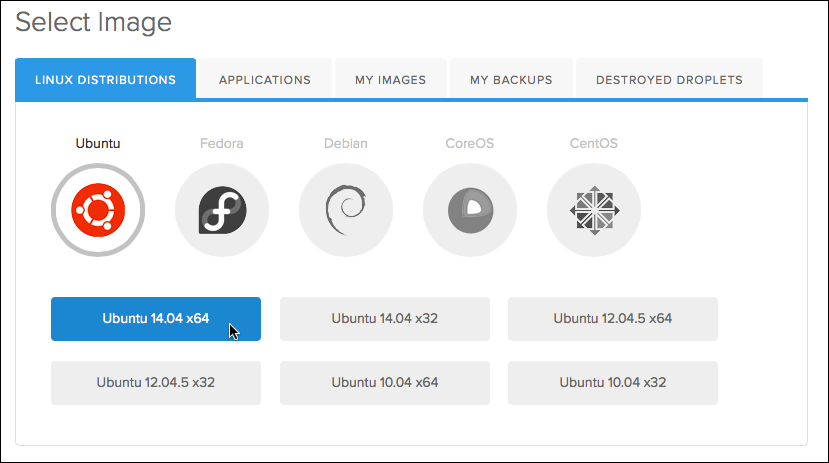 Select Image
LINUX DISTRIBUTIONS APPLICATIONS MY IMAGES MY BACKUPS DESTROYED DROPLETS
Ubuntu Fedora Debian CoreOS CentOS
Ubuntu 14.04 x64 Ubuntu 14.04 x32 Ubuntu 12.04.5 x64
Ubuntu 12.04.5 x32 Ubuntu 10.04 x64 Ubuntu 10.04 x32